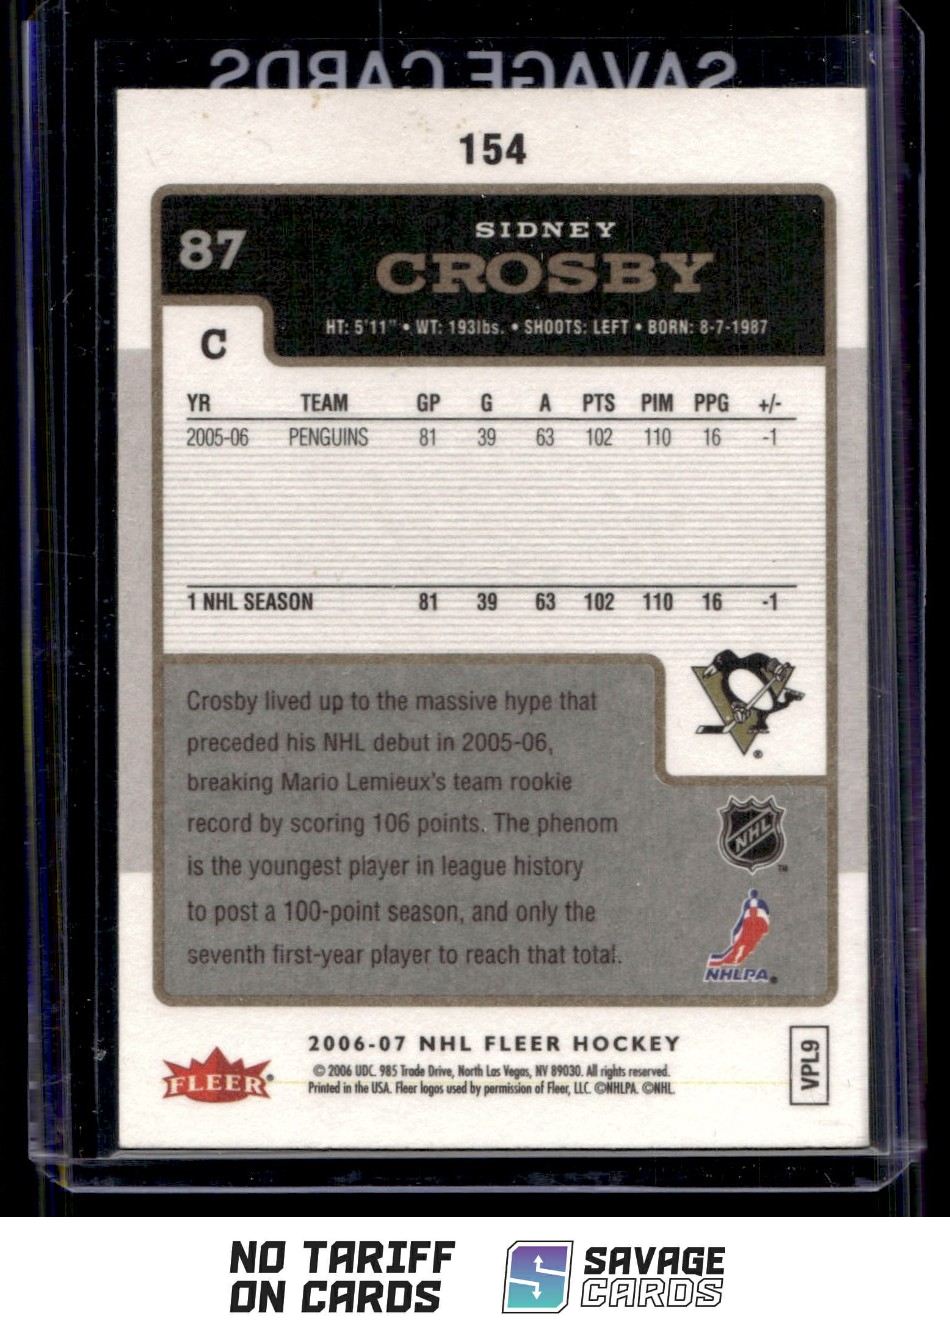 SAVAGE CARDS
154
87
SIDNEY
CROSBY
HT: 5'11" • WT: 193lbs. • SHOOTS: LEFT • BORN: 8-7-1987
C
YR TEAM GP G A PTS PIM PPG +/-
2005-06 PENGUINS 81 39 63 102 110 16 -1
1 NHL SEASON 81 39 63 102 110 16 -1
Crosby lived up to the massive hype that
preceded his NHL debut in 2005-06,
breaking Mario Lemieux's team rookie
record by scoring 106 points. The phenom
is the youngest player in league history
to post a 100-point season, and only the
seventh first-year player to reach that total.
®
NHL
™
NHLPA®
2006-07 NHL FLEER HOCKEY
FLEER®
© 2006 UDC. 985 Trade Drive, North Las Vegas, NV 89030. All rights reserved.
Printed in the USA. Fleer logos used by permission of Fleer, LLC. ©NHLPA. ©NHL.
VPL9
NO TARIFF
ON CARDS
SAVAGE
CARDS